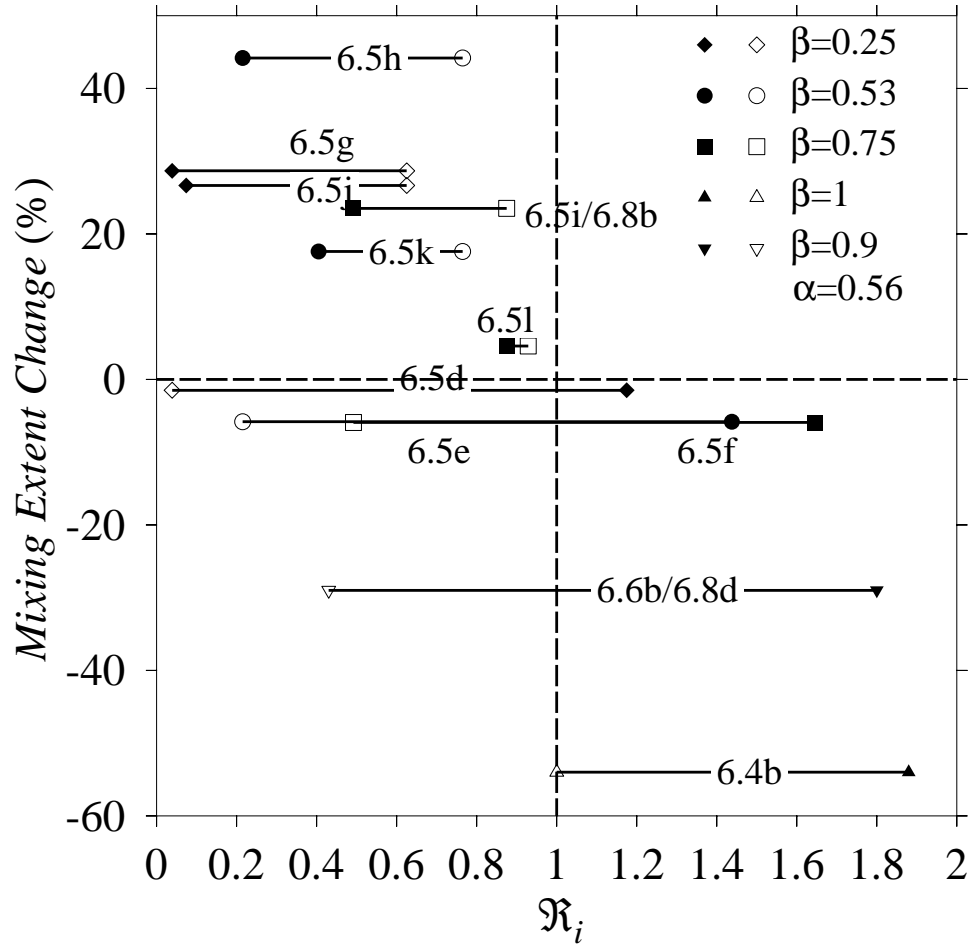 40
20
0
-20
-40
-60
Mixing Extent Change (%)
0 0.2 0.4 0.6 0.8 1 1.2 1.4 1.6 1.8 2
ℜi
β=0.25
β=0.53
β=0.75
β=1
β=0.9
α=0.56
6.5h
6.5g
6.5j
6.5i/6.8b
6.5k
6.5l
6.5d
6.5e
6.5f
6.6b/6.8d
6.4b